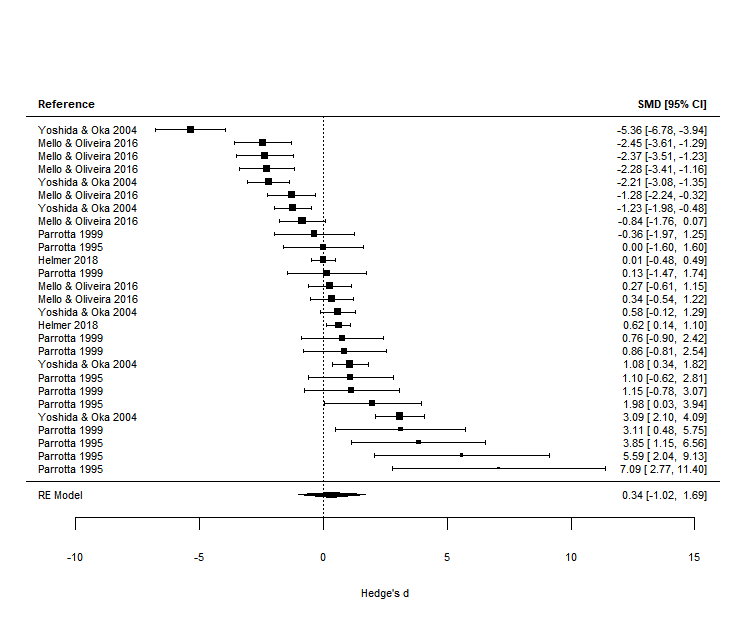 Reference SMD [95% CI]
Yoshida & Oka 2004 -5.36 [-6.78, -3.94]
Mello & Oliveira 2016 -2.45 [-3.61, -1.29]
Mello & Oliveira 2016 -2.37 [-3.51, -1.23]
Mello & Oliveira 2016 -2.28 [-3.41, -1.16]
Yoshida & Oka 2004 -2.21 [-3.08, -1.35]
Mello & Oliveira 2016 -1.28 [-2.24, -0.32]
Yoshida & Oka 2004 -1.23 [-1.98, -0.48]
Mello & Oliveira 2016 -0.84 [-1.76, 0.07]
Parrotta 1999 -0.36 [-1.97, 1.25]
Parrotta 1995 0.00 [-1.60, 1.60]
Helmer 2018 0.01 [-0.48, 0.49]
Parrotta 1999 0.13 [-1.47, 1.74]
Mello & Oliveira 2016 0.27 [-0.61, 1.15]
Mello & Oliveira 2016 0.34 [-0.54, 1.22]
Yoshida & Oka 2004 0.58 [-0.12, 1.29]
Helmer 2018 0.62 [ 0.14, 1.10]
Parrotta 1999 0.76 [-0.90, 2.42]
Parrotta 1999 0.86 [-0.81, 2.54]
Yoshida & Oka 2004 1.08 [ 0.34, 1.82]
Parrotta 1995 1.10 [-0.62, 2.81]
Parrotta 1999 1.15 [-0.78, 3.07]
Parrotta 1995 1.98 [ 0.03, 3.94]
Yoshida & Oka 2004 3.09 [ 2.10, 4.09]
Parrotta 1999 3.11 [ 0.48, 5.75]
Parrotta 1995 3.85 [ 1.15, 6.56]
Parrotta 1995 5.59 [ 2.04, 9.13]
Parrotta 1995 7.09 [ 2.77, 11.40]
RE Model 0.34 [-1.02, 1.69]
-10 -5 0 5 10 15
Hedge's d